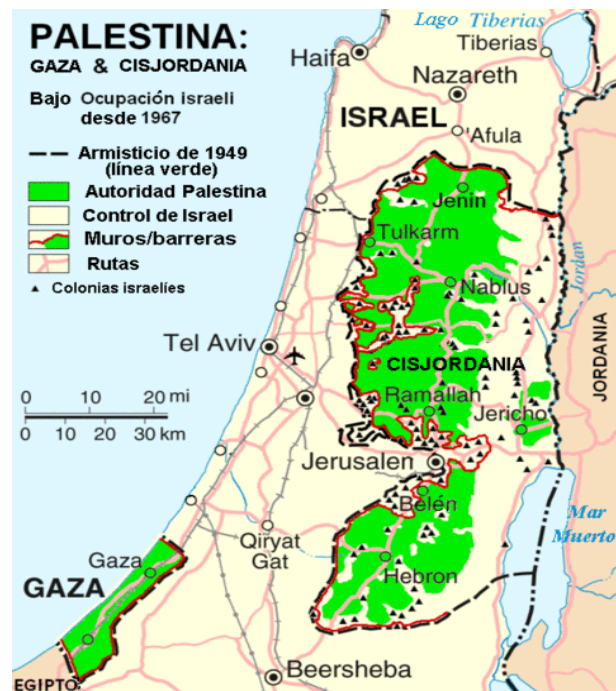 PALESTINA:
GAZA & CISJORDANIA
Bajo Ocupación israeli
desde 1967
Armisticio de 1949
(línea verde)
Autoridad Palestina
Control de Israel
Muros/barreras
Rutas
Colonias israelíes
Lago Tiberias
Tiberias
Haifa
Nazareth
ISRAEL
'Afula
Jenin
Tulkarm
Nablus
Jordan
Tel Aviv
CISJORDANIA
JORDANIA
10 20 mi
0
0 10 20 30 km
Ramallah
Jericho
Jerusalen
Belén
Mar
Muerto
Qiryat
Gat
Gaza
GAZA
Hebron
Beersheba
EGIPTO